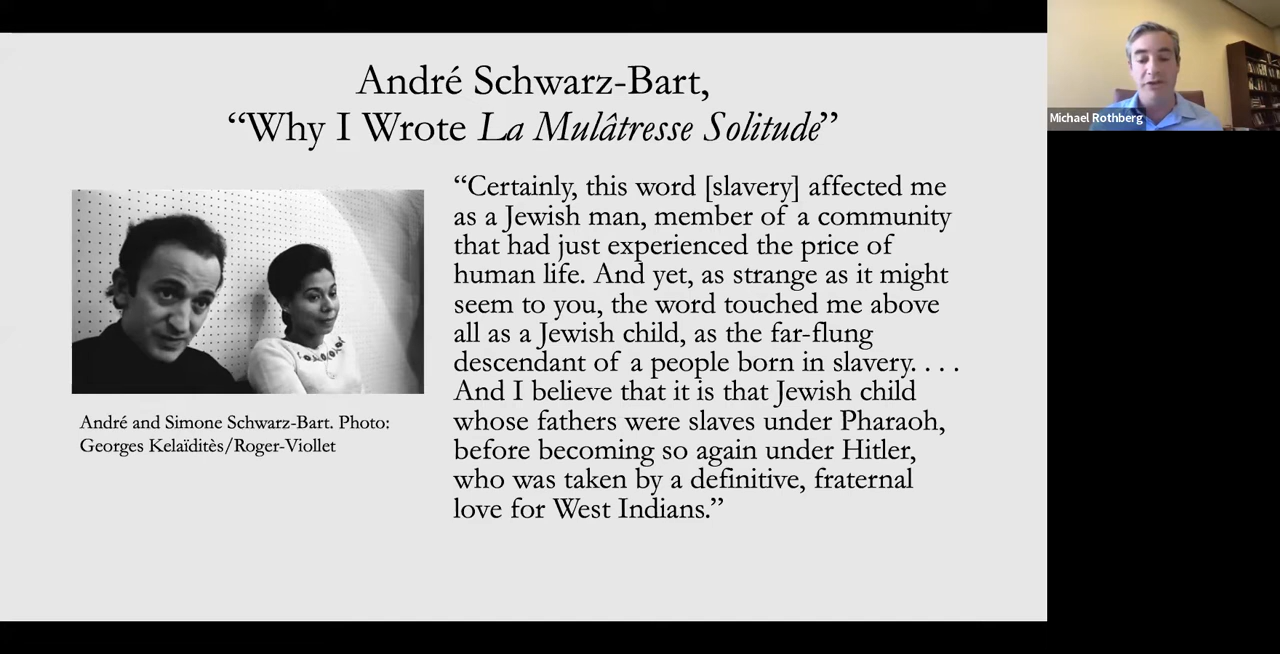 André Schwarz-Bart,
“Why I Wrote La Mulâtresse Solitude”
“Certainly, this word [slavery] affected me
as a Jewish man, member of a community
that had just experienced the price of
human life. And yet, as strange as it might
seem to you, the word touched me above
all as a Jewish child, as the far-flung
descendant of a people born in slavery. . . .
And I believe that it is that Jewish child
whose fathers were slaves under Pharaoh,
before becoming so again under Hitler,
who was taken by a definitive, fraternal
love for West Indians.”
André and Simone Schwarz-Bart. Photo:
Georges Kelaïditès/Roger-Viollet
Michael Rothberg